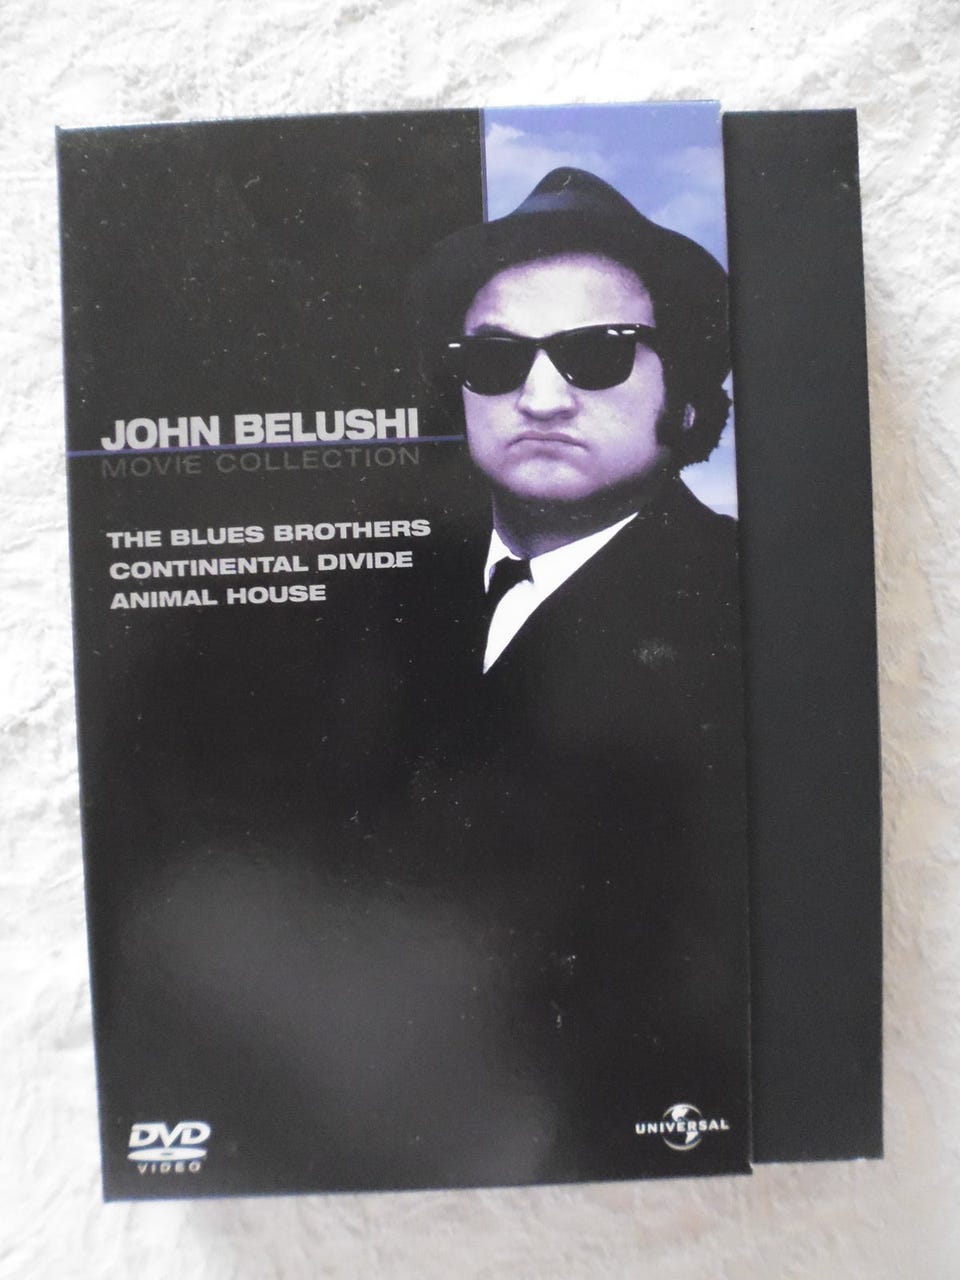 JOHN BELUSHI
MOVIE COLLECTION
THE BLUES BROTHERS
CONTINENTAL DIVIDE
ANIMAL HOUSE
DVD
VIDEO
UNIVERSAL